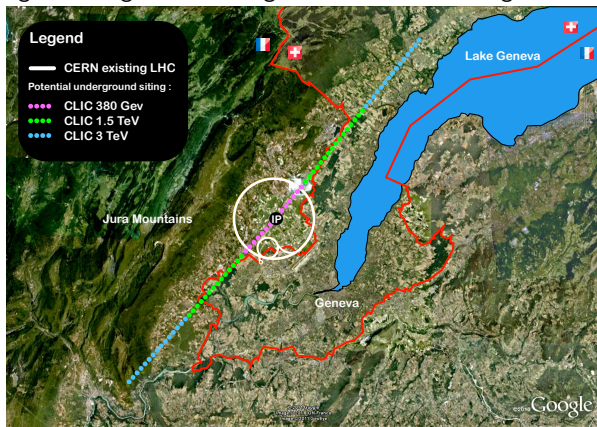 Legend
CERN existing LHC
Potential underground siting :
CLIC 380 Gev
CLIC 1.5 TeV
CLIC 3 TeV
Lake Geneva
Jura Mountains
IP
Geneva
Google